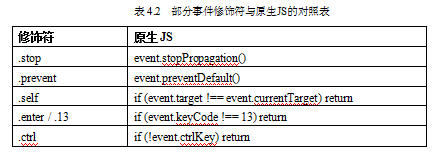 表 4.2 部分事件修饰符与原生JS的对照表
修饰符 原生 JS
.stop event.stopPropagation()
.prevent event.preventDefault()
.self if (event.target !== event.currentTarget) return
.enter / .13 if (event.keyCode !== 13) return
.ctrl if (!event.ctrlKey) return